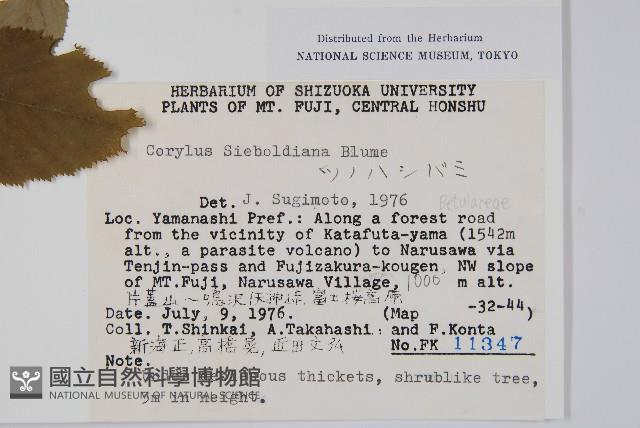 Distributed from the Herbarium
NATIONAL SCIENCE MUSEUM, TOKYO
HERBARIUM OF SHIZUOKA UNIVERSITY
PLANTS OF MT. FUJI, CENTRAL HONSHU
Corylus Sieboldiana Blume
ツノハシバミ
Betulaceae
Det. J. Sugimoto, 1976
Loc. Yamanashi Pref.: Along a forest road
from the vicinity of Katafuta-yama (1542m
alt., a parasite volcano) to Narusawa via
Tenjin-pass and Fujizakura-kougen, NW slope
of MT.Fuji, Narusawa Village, 1000 m alt.
片蓋山〜鳴沢 天神峠, 富士桜高原
Date. July, 9, 1976. (Map -32-44)
Coll. T.Shinkai, A.Takahashi and F.Konta
新海正, 高橋晃, 近田文弘
No.FK 11347
Note.
thickets, shrublike tree,
m in height.
國立自然科學博物館
NATIONAL MUSEUM OF NATURAL SCIENCE